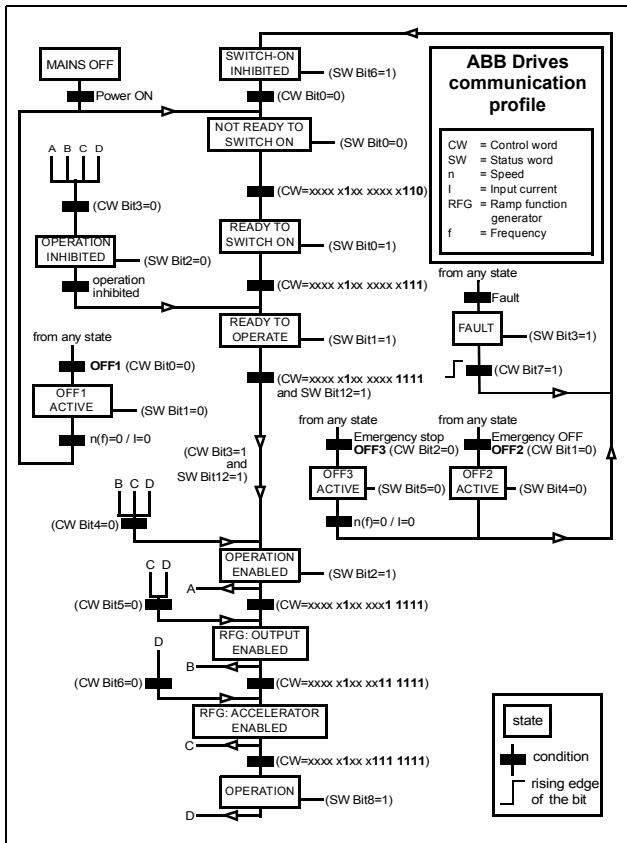 MAINS OFF
Power ON
SWITCH-ON
INHIBITED
(SW Bit6=1)
(CW Bit0=0)
NOT READY TO
SWITCH ON
(SW Bit0=0)
A B C D
(CW Bit3=0)
OPERATION
INHIBITED
(SW Bit2=0)
operation
inhibited
(CW=xxxx x1xx xxxx x110)
READY TO
SWITCH ON
(SW Bit0=1)
(CW=xxxx x1xx xxxx x111)
READY TO
OPERATE
(SW Bit1=1)
(CW=xxxx x1xx xxxx 1111
and SW Bit12=1)
from any state
OFF1 (CW Bit0=0)
OFF1
ACTIVE
(SW Bit1=0)
n(f)=0 / I=0
(CW Bit3=1
and
SW Bit12=1)
ABB Drives
communication
profile
CW = Control word
SW = Status word
n = Speed
I = Input current
RFG = Ramp function
generator
f = Frequency
from any state
Fault
FAULT
(SW Bit3=1)
(CW Bit7=1)
from any state
Emergency stop
OFF3 (CW Bit2=0)
OFF3
ACTIVE
(SW Bit5=0)
n(f)=0 / I=0
from any state
Emergency OFF
OFF2 (CW Bit1=0)
OFF2
ACTIVE
(SW Bit4=0)
B C D
(CW Bit4=0)
OPERATION
ENABLED
(SW Bit2=1)
A
C D
(CW Bit5=0)
(CW=xxxx x1xx xxx1 1111)
RFG: OUTPUT
ENABLED
B
D
(CW Bit6=0)
(CW=xxxx x1xx xx11 1111)
RFG: ACCELERATOR
ENABLED
C
(CW=xxxx x1xx x111 1111)
OPERATION
(SW Bit8=1)
D
state
condition
rising edge
of the bit